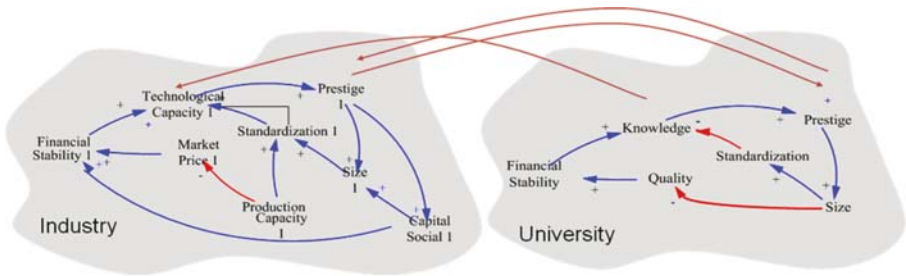 Technological
Capacity 1
Prestige
1
Standardization 1
Financial
Stability 1
Market
Price 1
Size
1
Production
Capacity
1
Capital
Social 1
Industry
Knowledge
Prestige
Standardization
Financial
Stability
Quality
Size
University
+
+
+
+
+
+
+
+
+
+
+
-
+
+
+
+
+
+
-
-